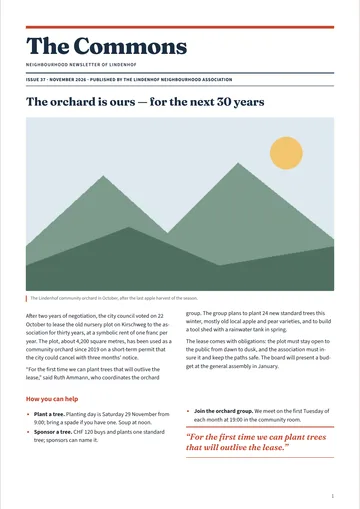 The Commons
NEIGHBOURHOOD NEWSLETTER OF LINDENHOF
ISSUE 37 · NOVEMBER 2026 · PUBLISHED BY THE LINDENHOF NEIGHBOURHOOD ASSOCIATION
The orchard is ours — for the next 30 years
The Lindenhof community orchard in October, after the last apple harvest of the season.
After two years of negotiation, the city council voted on 22
October to lease the old nursery plot on Kirschweg to the as-
sociation for thirty years, at a symbolic rent of one franc per
year. The plot, about 4,200 square metres, has been used as a
community orchard since 2019 on a short-term permit that
the city could cancel with three months' notice.
“For the first time we can plant trees that will outlive the
lease,” said Ruth Ammann, who coordinates the orchard
group. The group plans to plant 24 new standard trees this
winter, mostly old local apple and pear varieties, and to build
a tool shed with a rainwater tank in spring.
The lease comes with obligations: the plot must stay open to
the public from dawn to dusk, and the association must in-
sure it and keep the paths safe. The board will present a bud-
get at the general assembly in January.
How you can help
• Plant a tree. Planting day is Saturday 29 November from
9:00; bring a spade if you have one. Soup at noon.
• Sponsor a tree. CHF 120 buys and plants one standard
tree; sponsors can name it.
• Join the orchard group. We meet on the first Tuesday of
each month at 19:00 in the community room.
“For the first time we can plant trees
that will outlive the lease.”
1